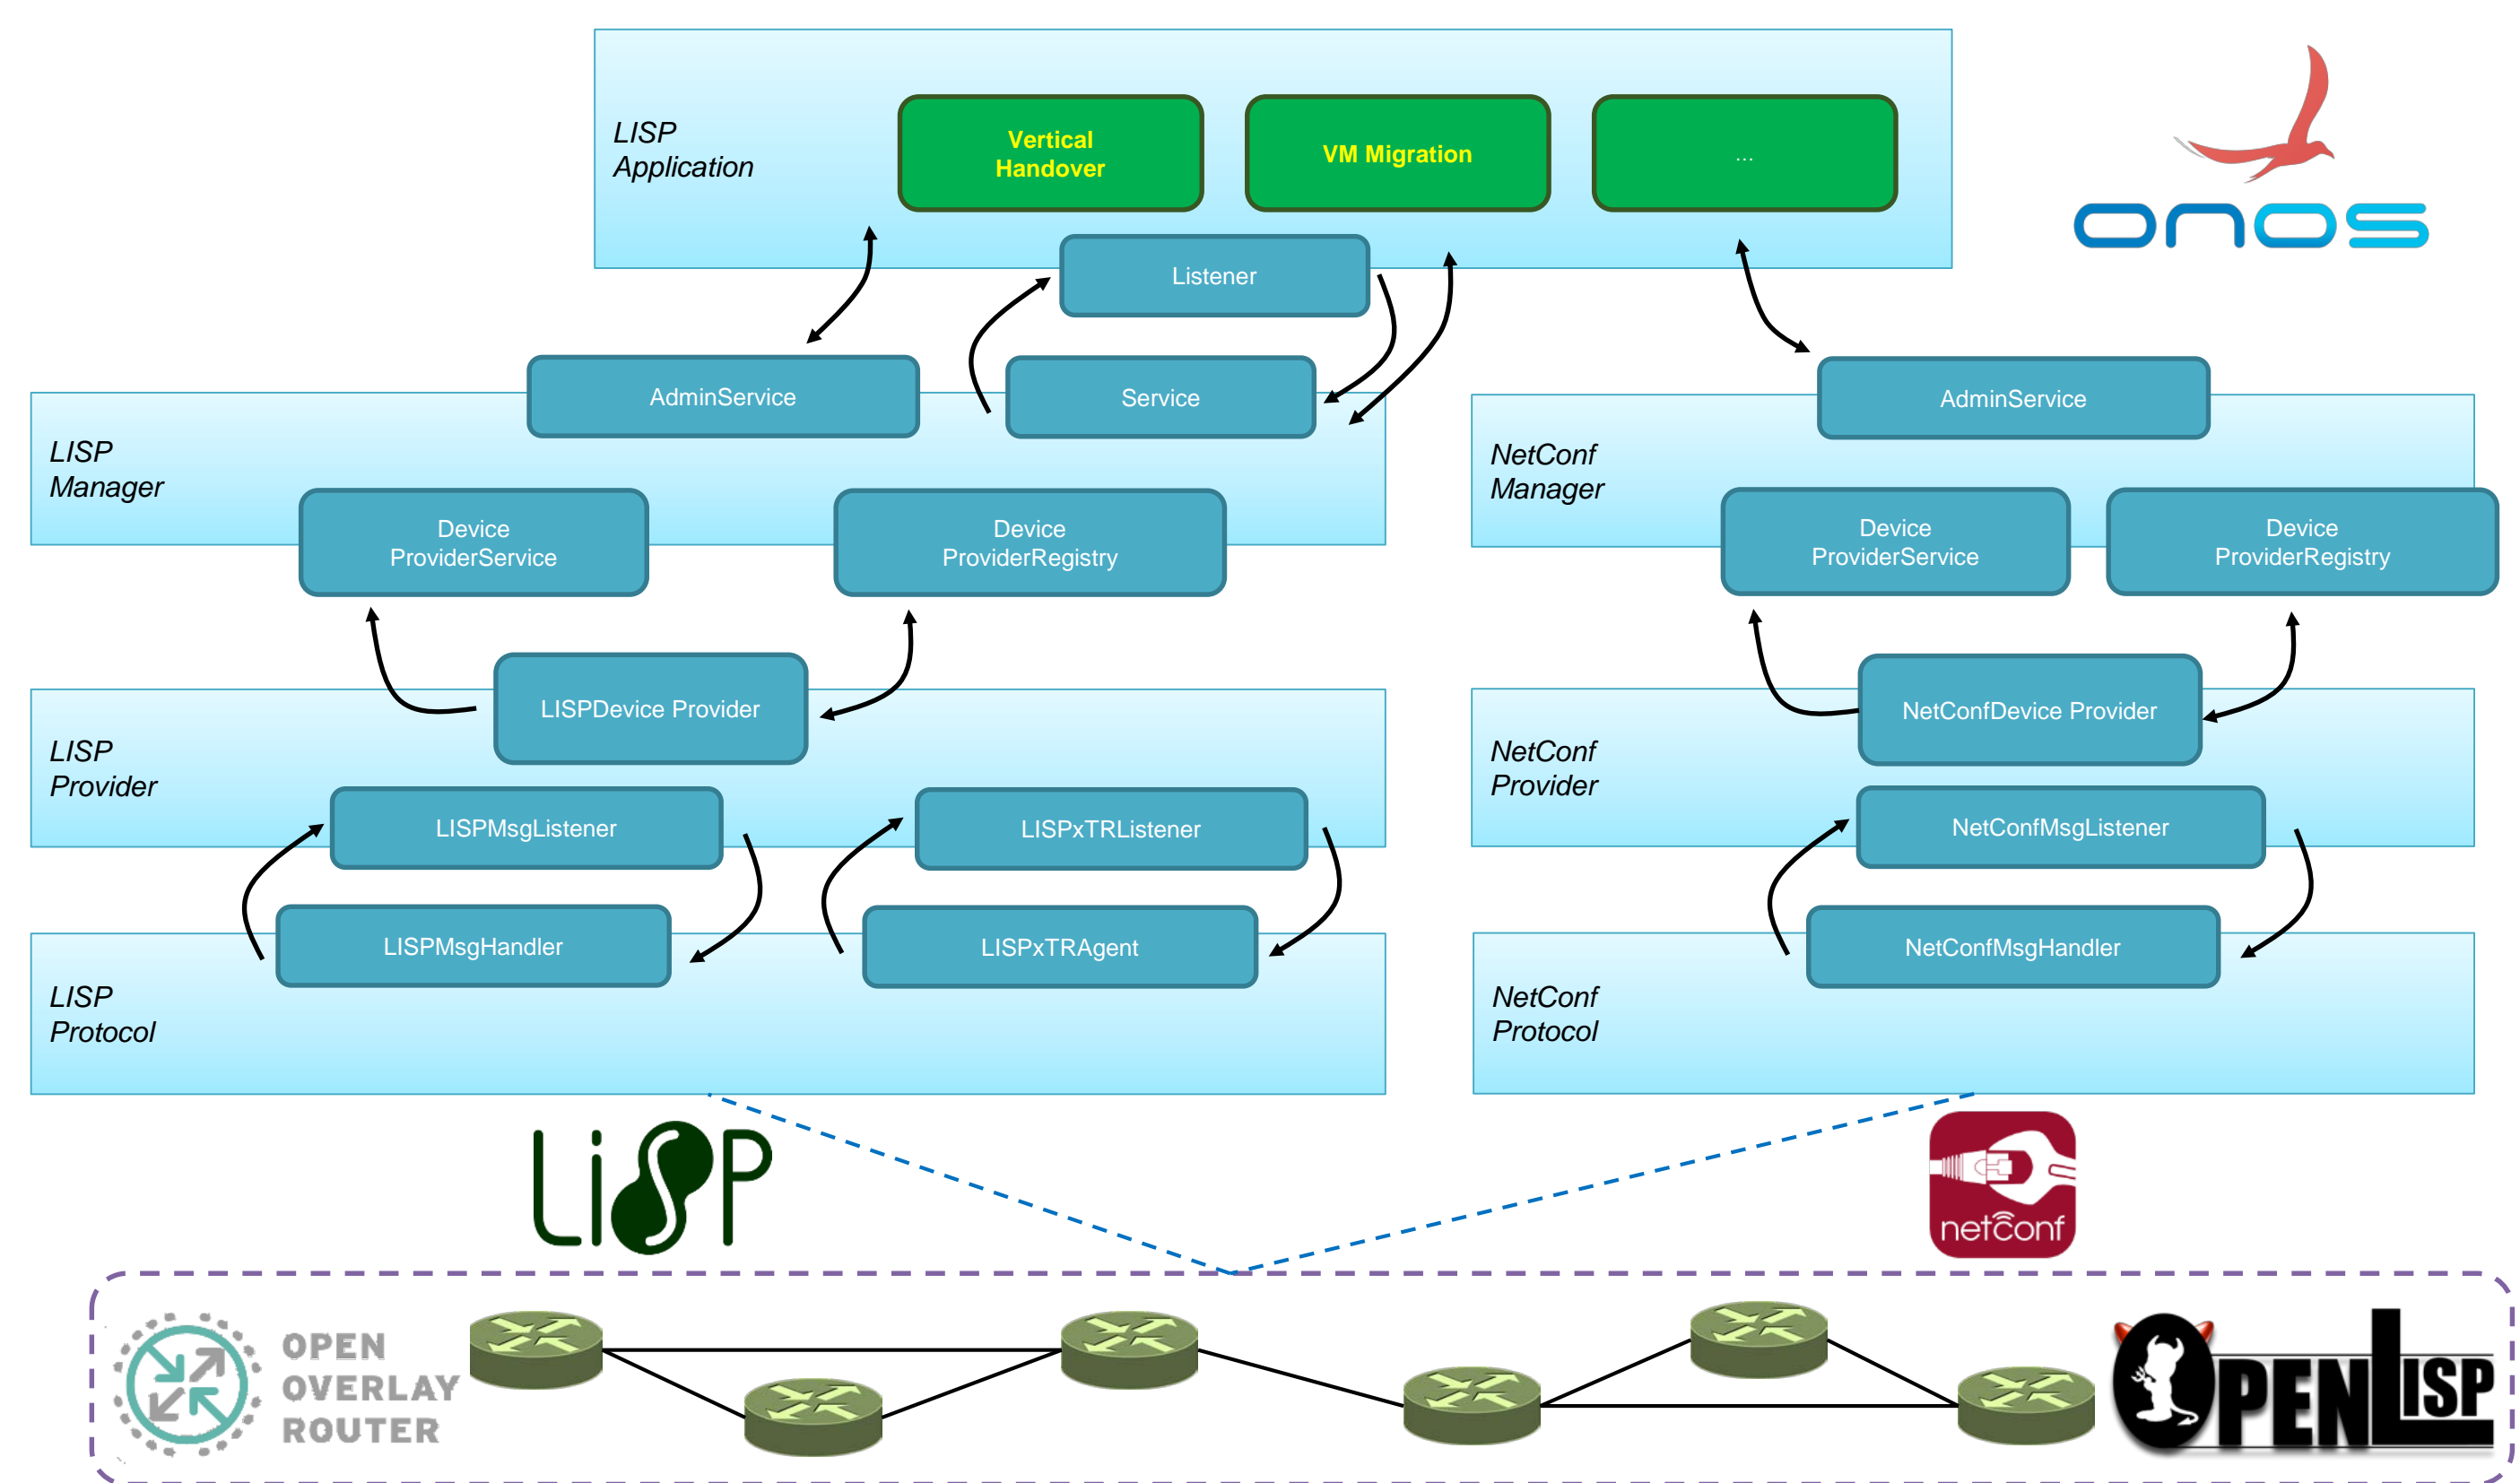 LISP
Application
Vertical
Handover
VM Migration
...
onos
Listener
AdminService
Service
AdminService
LISP
Manager
NetConf
Manager
Device
ProviderService
Device
ProviderRegistry
Device
ProviderService
Device
ProviderRegistry
LISPDevice Provider
NetConfDevice Provider
LISP
Provider
NetConf
Provider
LISPMsgListener
LISPxTRListener
NetConfMsgListener
LISPMsgHandler
LISPxTRAgent
NetConfMsgHandler
LISP
Protocol
NetConf
Protocol
LiSP
netconf
OPEN
OVERLAY
ROUTER
OPENLISP